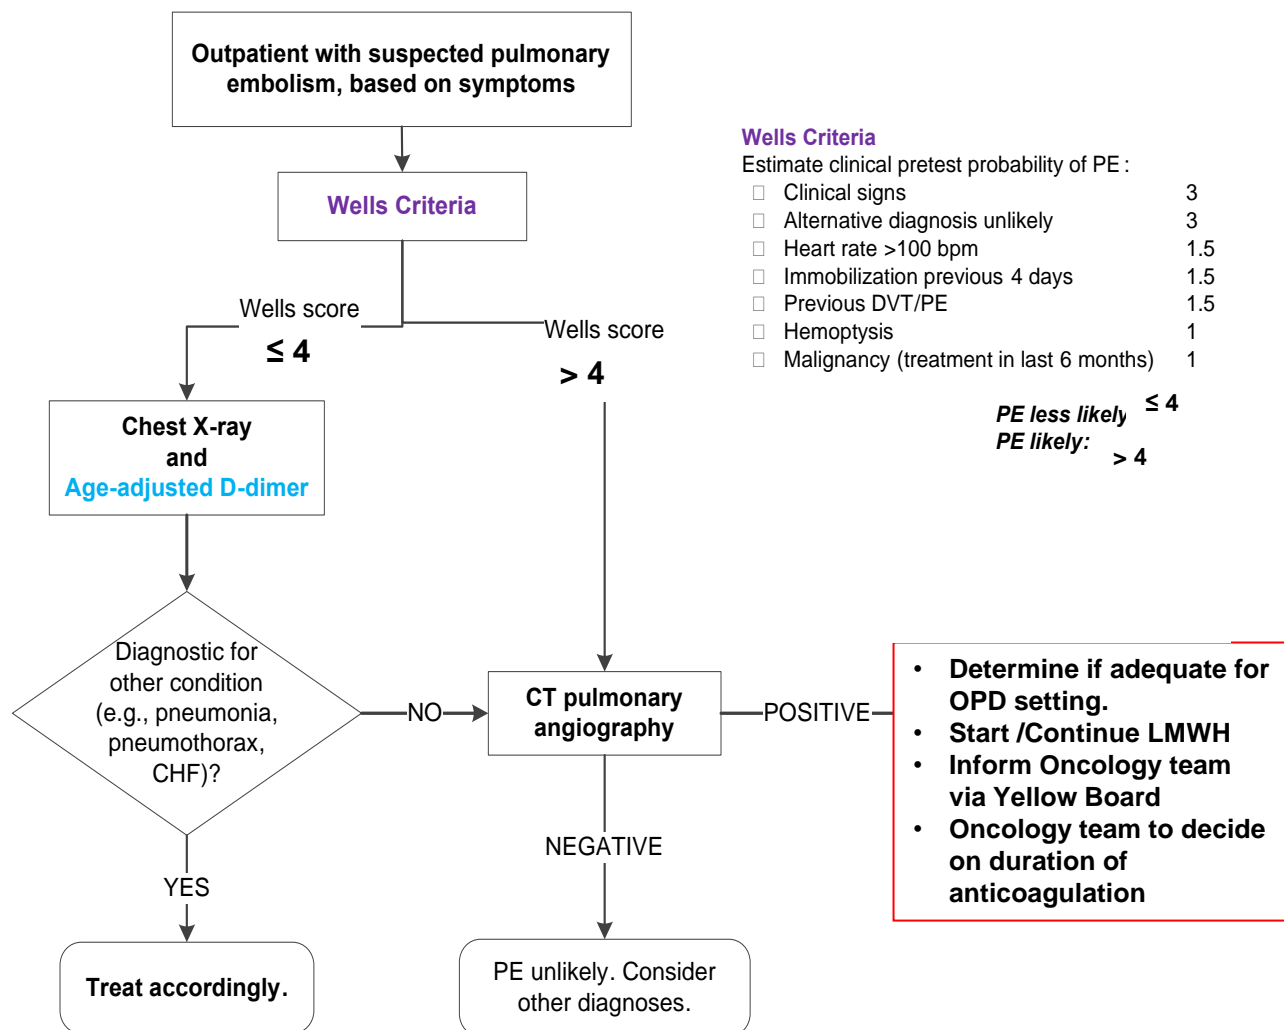 Outpatient with suspected pulmonary
embolism, based on symptoms
Wells Criteria
Wells score
≤ 4
Wells score
> 4
Chest X-ray
and
Age-adjusted D-dimer
Diagnostic for
other condition
(e.g., pneumonia,
pneumothorax,
CHF)?
NO
YES
Treat accordingly.
CT pulmonary
angiography
POSITIVE
NEGATIVE
PE unlikely. Consider
other diagnoses.
Wells Criteria
Estimate clinical pretest probability of PE :
□ Clinical signs 3
□ Alternative diagnosis unlikely 3
□ Heart rate >100 bpm 1.5
□ Immobilization previous 4 days 1.5
□ Previous DVT/PE 1.5
□ Hemoptysis 1
□ Malignancy (treatment in last 6 months) 1
PE less likely ≤ 4
PE likely: > 4
• Determine if adequate for
OPD setting.
• Start /Continue LMWH
• Inform Oncology team
via Yellow Board
• Oncology team to decide
on duration of
anticoagulation